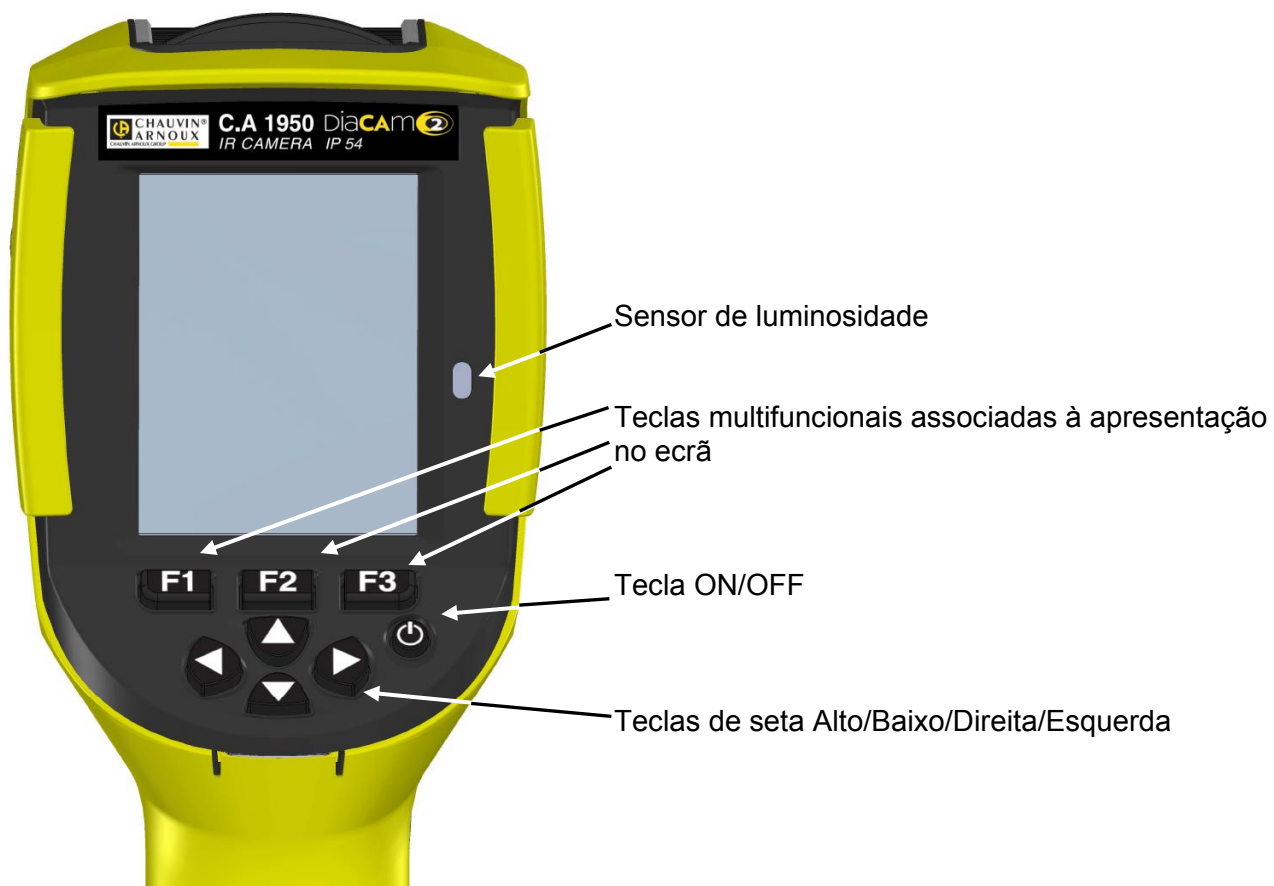 CHAUVIN®
ARNOUX
CHAUVIN ARNOUX GROUP
C.A 1950 DiaCAm 2
IR CAMERA IP 54
Sensor de luminosidade
Teclas multifuncionais associadas à apresentação
no ecrã
F1 F2 F3
Tecla ON/OFF
Teclas de seta Alto/Baixo/Direita/Esquerda